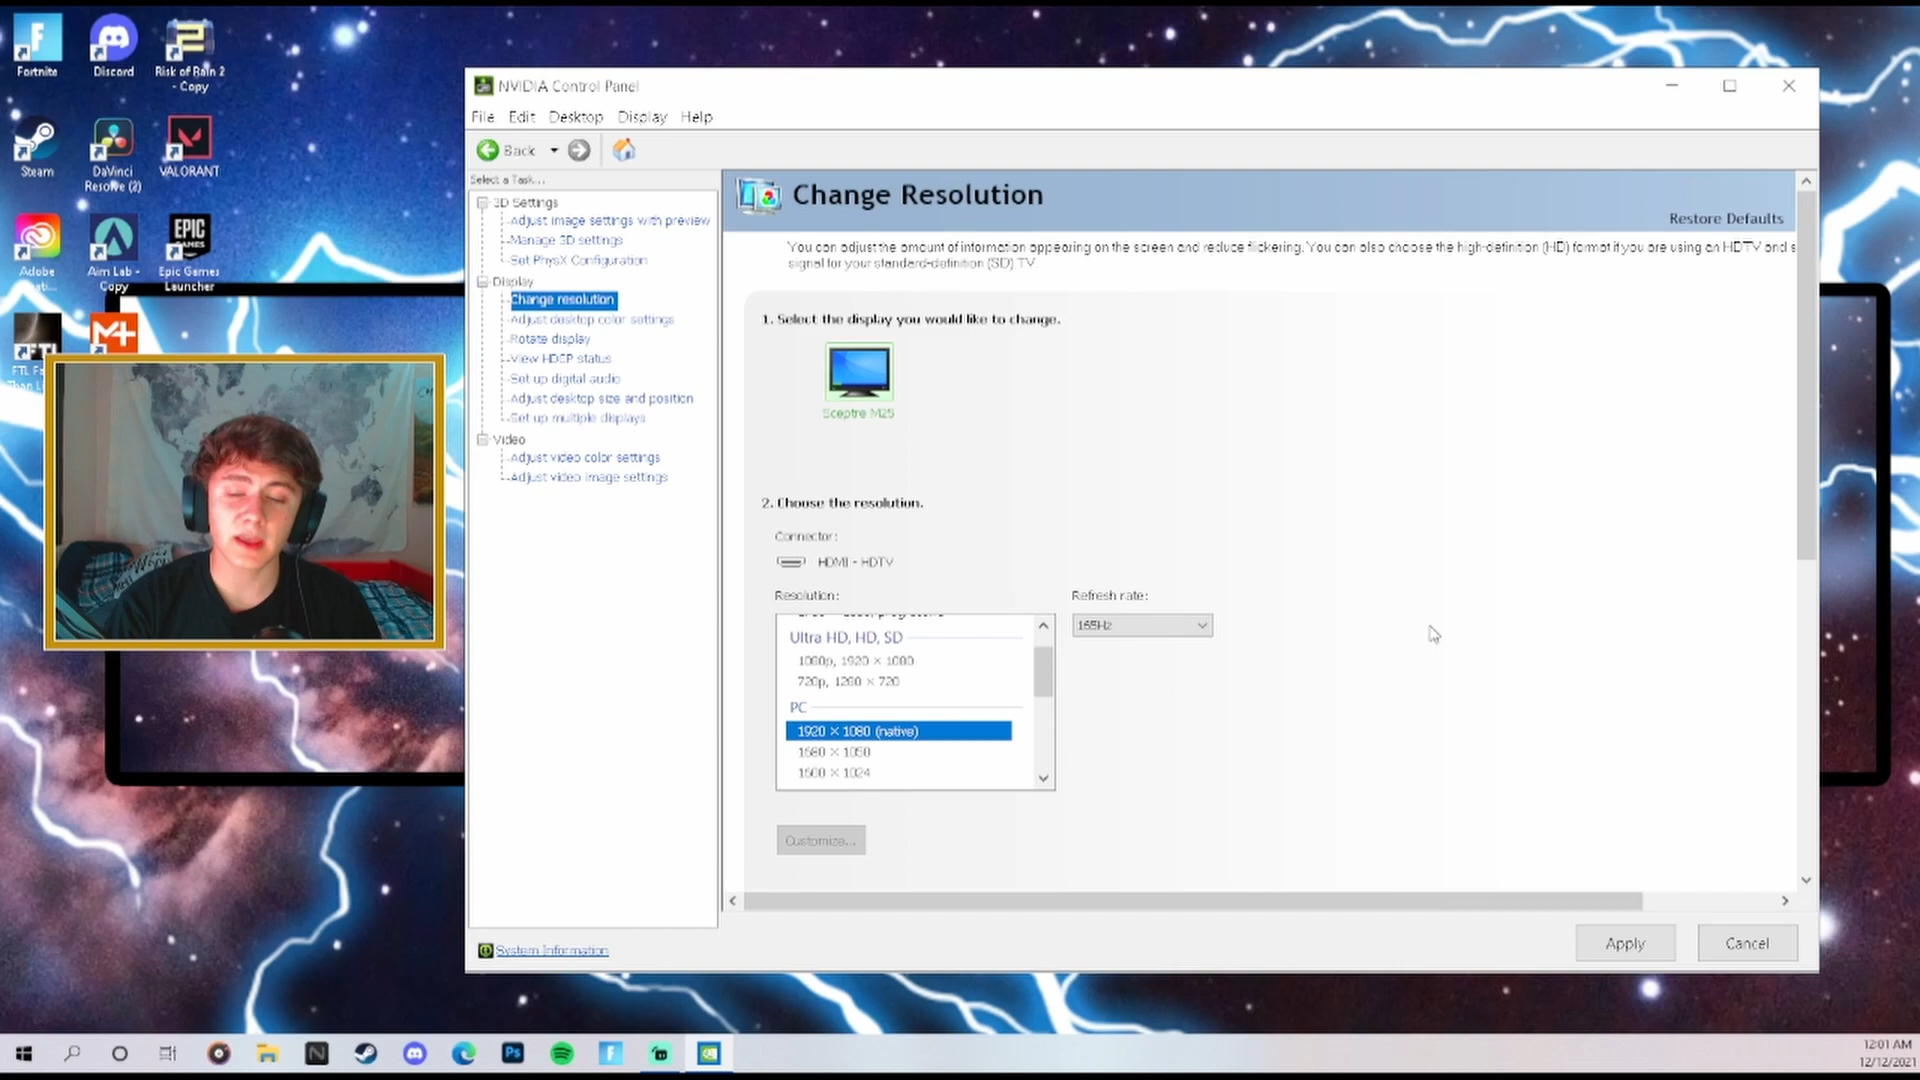 Fortnite
Discord
Risk of Rain 2
- Copy
Steam
DaVinci
Resolve (2)
VALORANT
Adobe
Aim Lab -
Copy
EPIC
GAMES
Epic Games
Launcher
NVIDIA Control Panel
File Edit Desktop Display Help
Back
Select a Task...
3D Settings
Adjust image settings with preview
Manage 3D settings
Set PhysX Configuration
Display
Change resolution
Adjust desktop color settings
Rotate display
View HDCP status
Set up digital audio
Adjust desktop size and position
Set up multiple displays
Video
Adjust video color settings
Adjust video image settings
System Information
Change Resolution
Restore Defaults
You can adjust the amount of information appearing on the screen and reduce flickering. You can also choose the high-definition (HD) format if you are using an HDTV and s
signal for your standard-definition (SD) TV
1. Select the display you would like to change.
Sceptre M25
2. Choose the resolution.
Connector:
HDMI - HDTV
Resolution:
Refresh rate:
165Hz
Ultra HD, HD, SD
1080p, 1920 × 1080
720p, 1280 × 720
PC
1920 × 1080 (native)
1680 × 1050
1600 × 1024
Customize...
Apply
Cancel
Ps
12:01 AM
12/12/2021